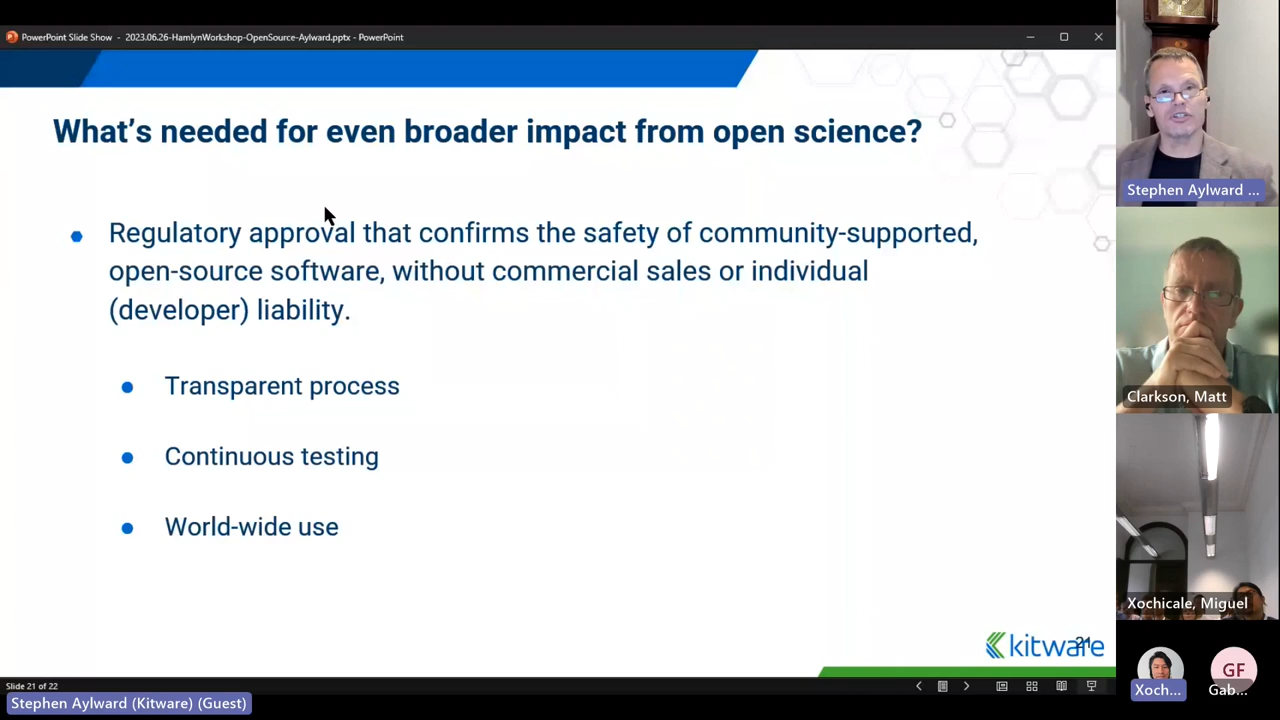 PowerPoint Slide Show - 2023.06.26-HamlynWorkshop-OpenSource-Aylward.pptx - PowerPoint
What's needed for even broader impact from open science?
Regulatory approval that confirms the safety of community-supported,
open-source software, without commercial sales or individual
(developer) liability.
Transparent process
Continuous testing
World-wide use
kitware
21
Slide 21 of 22
Stephen Aylward (Kitware) (Guest)
Stephen Aylward ...
Clarkson, Matt
Xochicale, Miguel
GF
Xoch...
Gab...